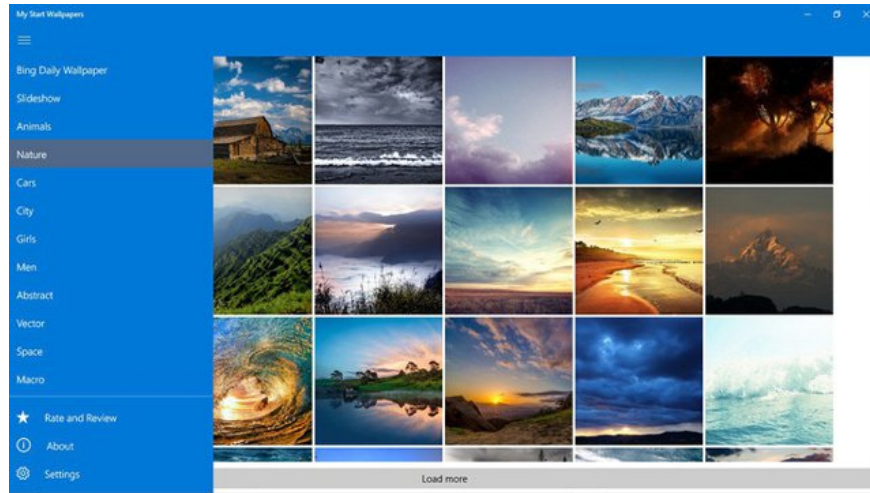 My Start Wallpapers
Bing Daily Wallpaper
Slideshow
Animals
Nature
Cars
City
Girls
Men
Abstract
Vector
Space
Macro
Rate and Review
About
Settings
Load more